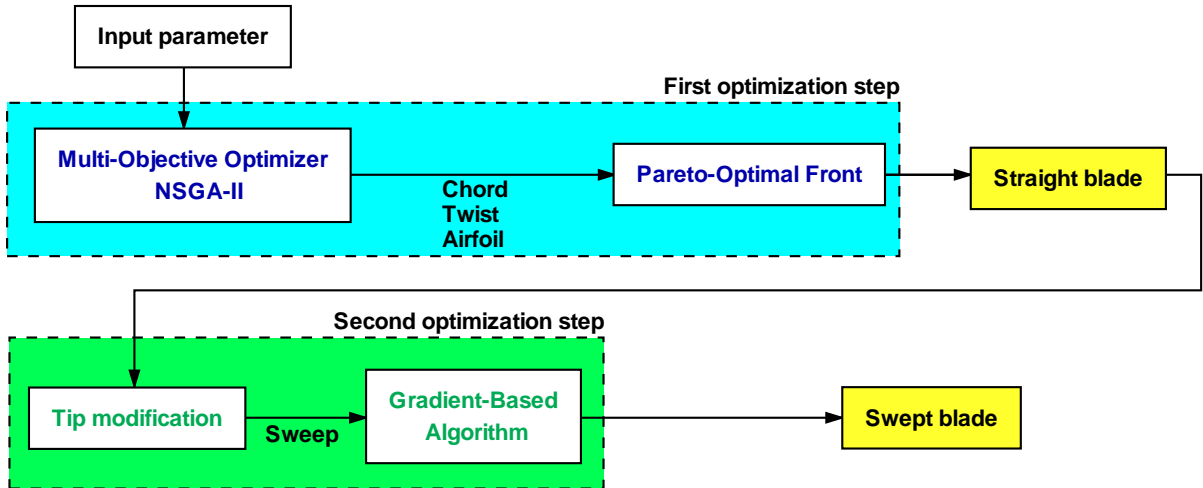 Input parameter
First optimization step
Multi-Objective Optimizer
NSGA-II
Chord
Twist
Airfoil
Pareto-Optimal Front
Straight blade
Second optimization step
Tip modification
Sweep
Gradient-Based
Algorithm
Swept blade